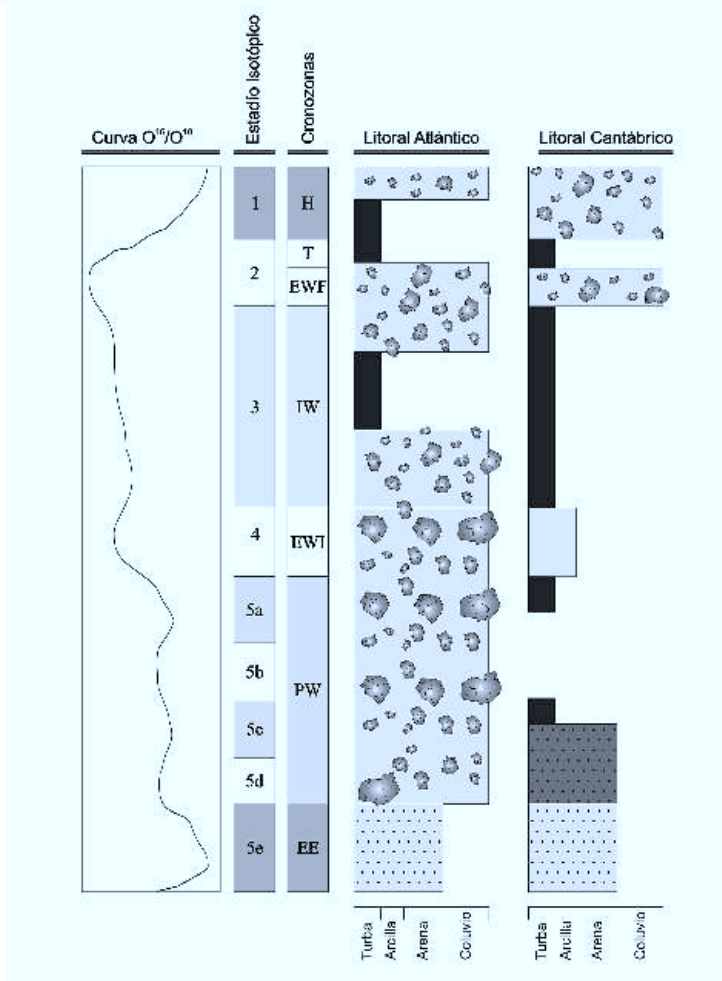 Curva O¹⁶/O¹⁸
Estadío Isotópico
Cronozonas
Litoral Atlántico
Litoral Cantábrico
1
H
2
T
EWF
3
IW
4
EWI
5a
5b
PW
5c
5d
5e
EE
Turba
Arcilla
Arena
Coluvio
Turba
Arcilla
Arena
Coluvio